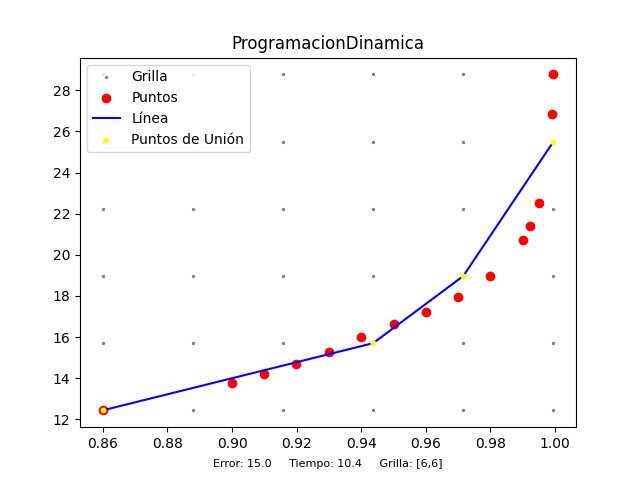 ProgramacionDinamica
Grilla
Puntos
Línea
Puntos de Unión
28
26
24
22
20
18
16
14
12
0.86 0.88 0.90 0.92 0.94 0.96 0.98 1.00
Error: 15.0 Tiempo: 10.4 Grilla: [6,6]